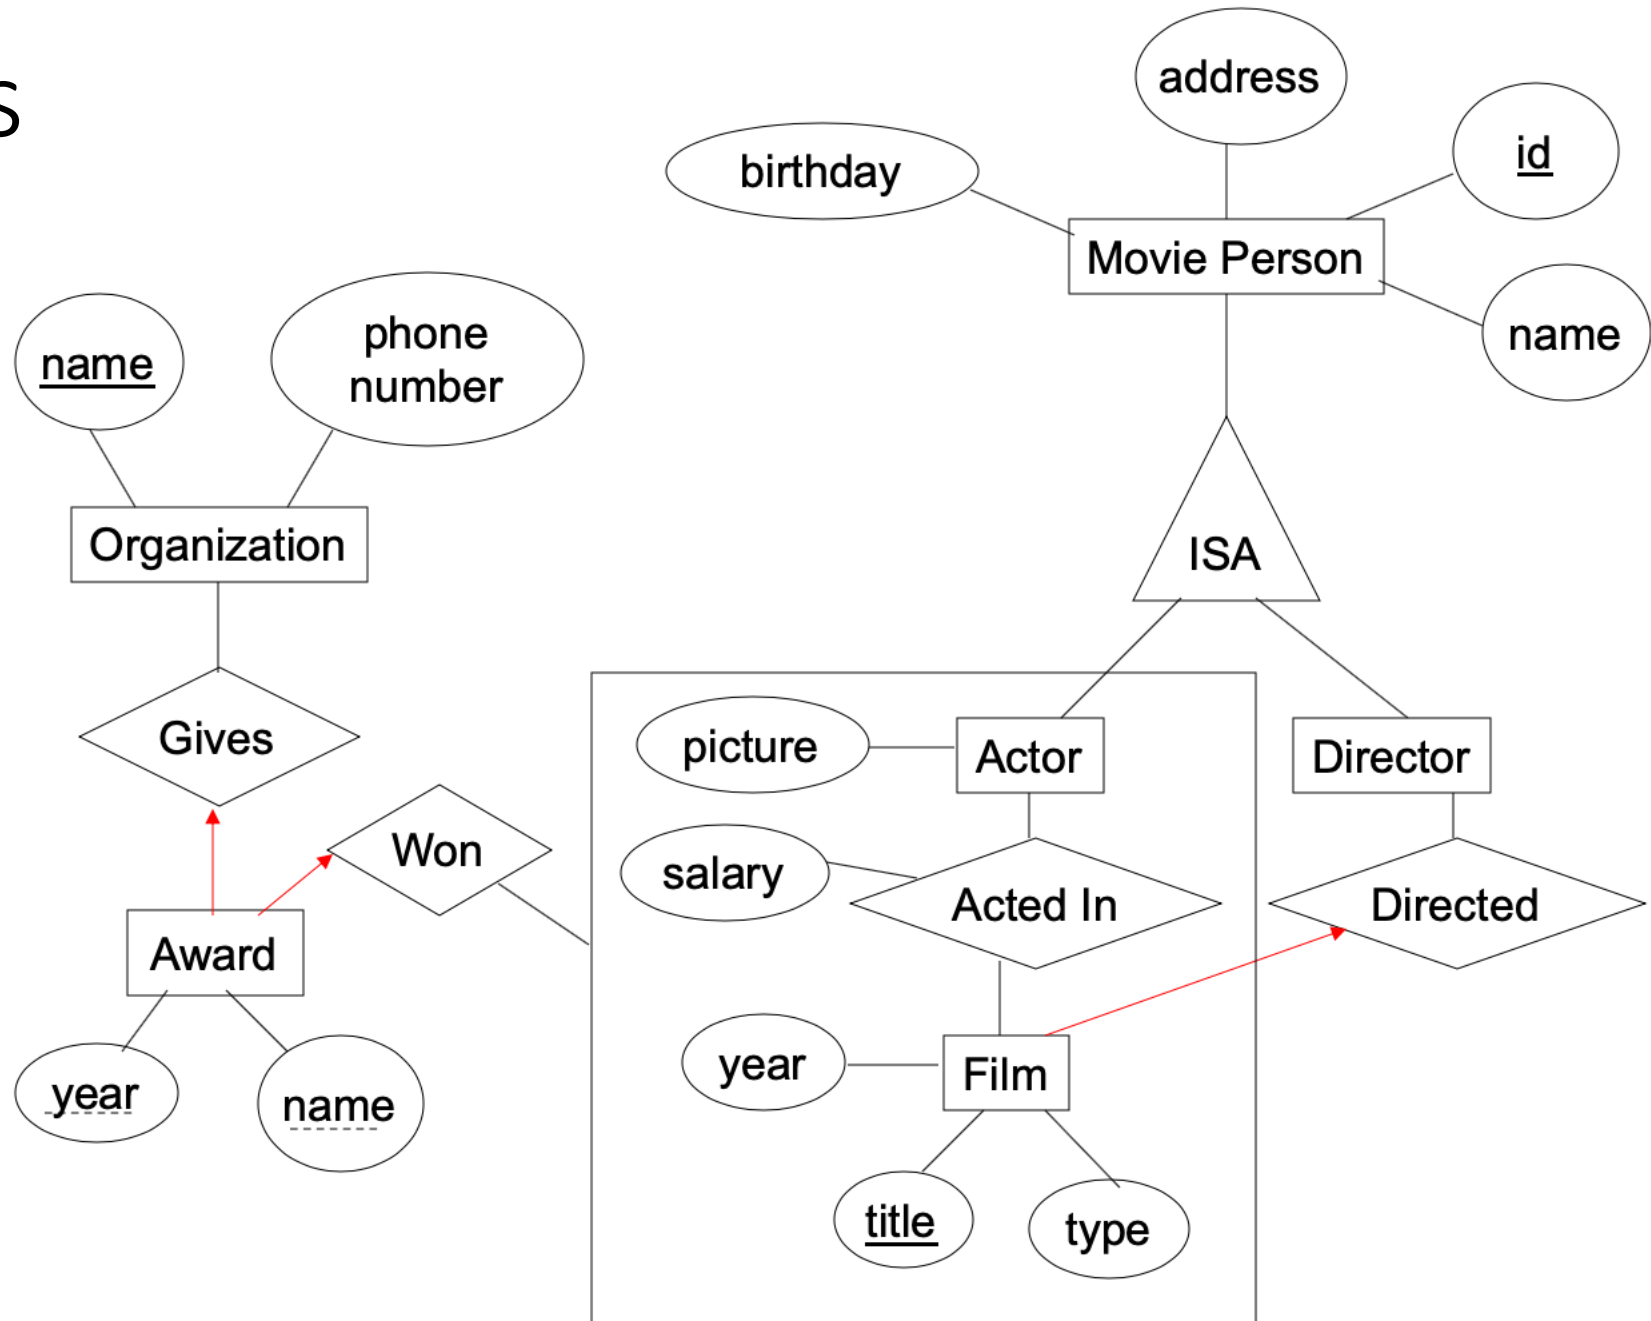 s
address
id
birthday
Movie Person
name
name
phone
number
Organization
ISA
Gives
picture
Actor
Director
Won
salary
Acted In
Directed
Award
year
Film
year
name
title
type